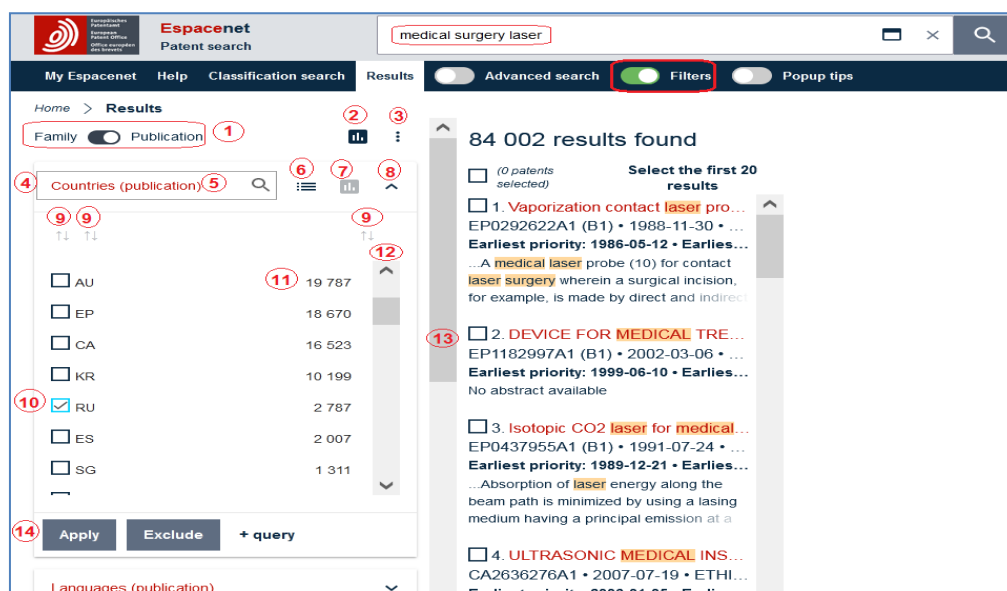 Europäisches
Patentamt
European
Patent Office
Office européen
des brevets
Espacenet
Patent search
medical surgery laser
My Espacenet Help Classification search Results Advanced search Filters Popup tips
Home > Results
2 3
Family Publication 1
84 002 results found
(0 patents selected) Select the first 20 results
4 Countries (publication) 5 6 7 8
9 9 9
12
AU 11 19 787
EP 18 670
CA 16 523
KR 10 199
10 RU 2 787
ES 2 007
SG 1 311
13
14 Apply Exclude + query
Languages (publication)
1. Vaporization contact laser pro...
EP0292622A1 (B1) • 1988-11-30 • ...
Earliest priority: 1986-05-12 • Earlies...
...A medical laser probe (10) for contact
laser surgery wherein a surgical incision,
for example, is made by direct and indirect
2. DEVICE FOR MEDICAL TRE...
EP1182997A1 (B1) • 2002-03-06 • ...
Earliest priority: 1999-06-10 • Earlies...
No abstract available
3. Isotopic CO2 laser for medical...
EP0437955A1 (B1) • 1991-07-24 • ...
Earliest priority: 1989-12-21 • Earlies...
...Absorption of laser energy along the
beam path is minimized by using a lasing
medium having a principal emission at a
4. ULTRASONIC MEDICAL INS...
CA2636276A1 • 2007-07-19 • ETHI...